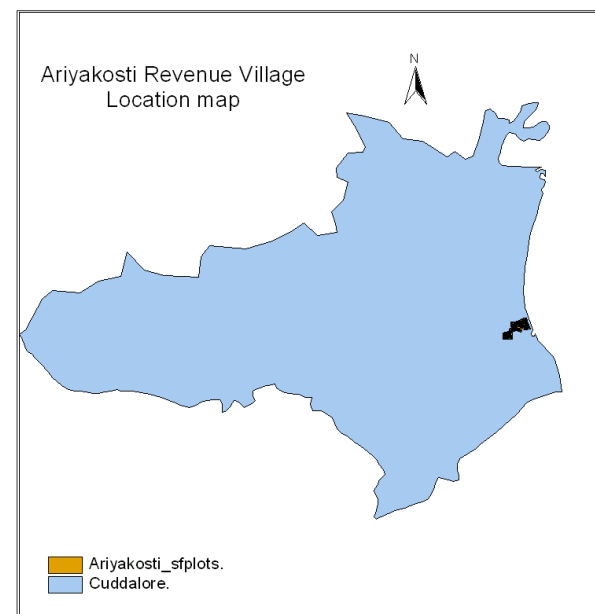 Ariyakosti Revenue Village
Location map
N
Ariyakosti_sfplots.
Cuddalore.